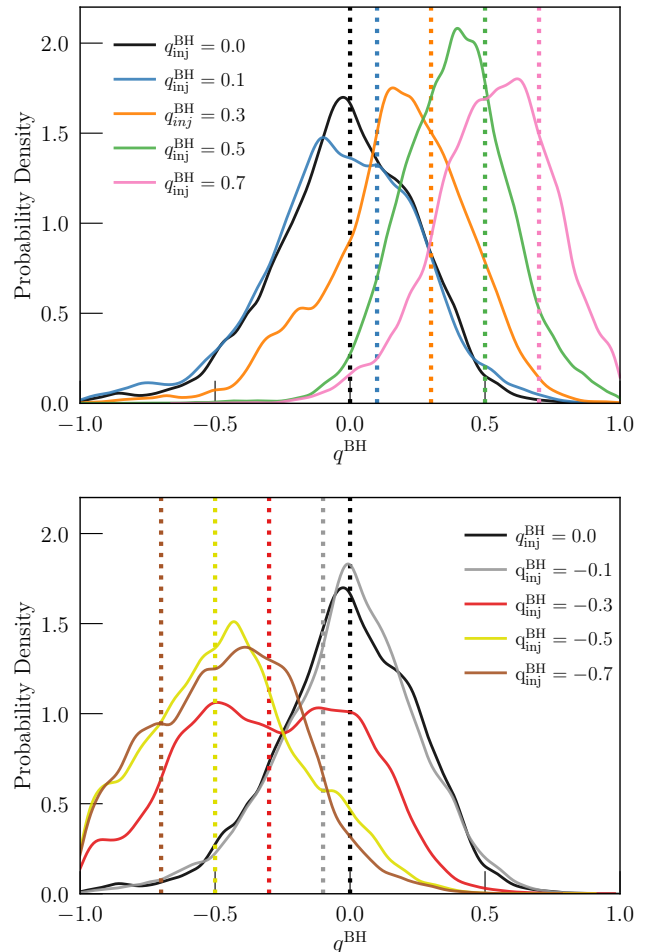 2.0
1.5
1.0
0.5
0.0
Probability Density
q_inj^BH = 0.0
q_inj^BH = 0.1
q_inj^BH = 0.3
q_inj^BH = 0.5
q_inj^BH = 0.7
−1.0 −0.5 0.0 0.5 1.0
q^BH
2.0
1.5
1.0
0.5
0.0
Probability Density
q_inj^BH = 0.0
q_inj^BH = −0.1
q_inj^BH = −0.3
q_inj^BH = −0.5
q_inj^BH = −0.7
−1.0 −0.5 0.0 0.5 1.0
q^BH